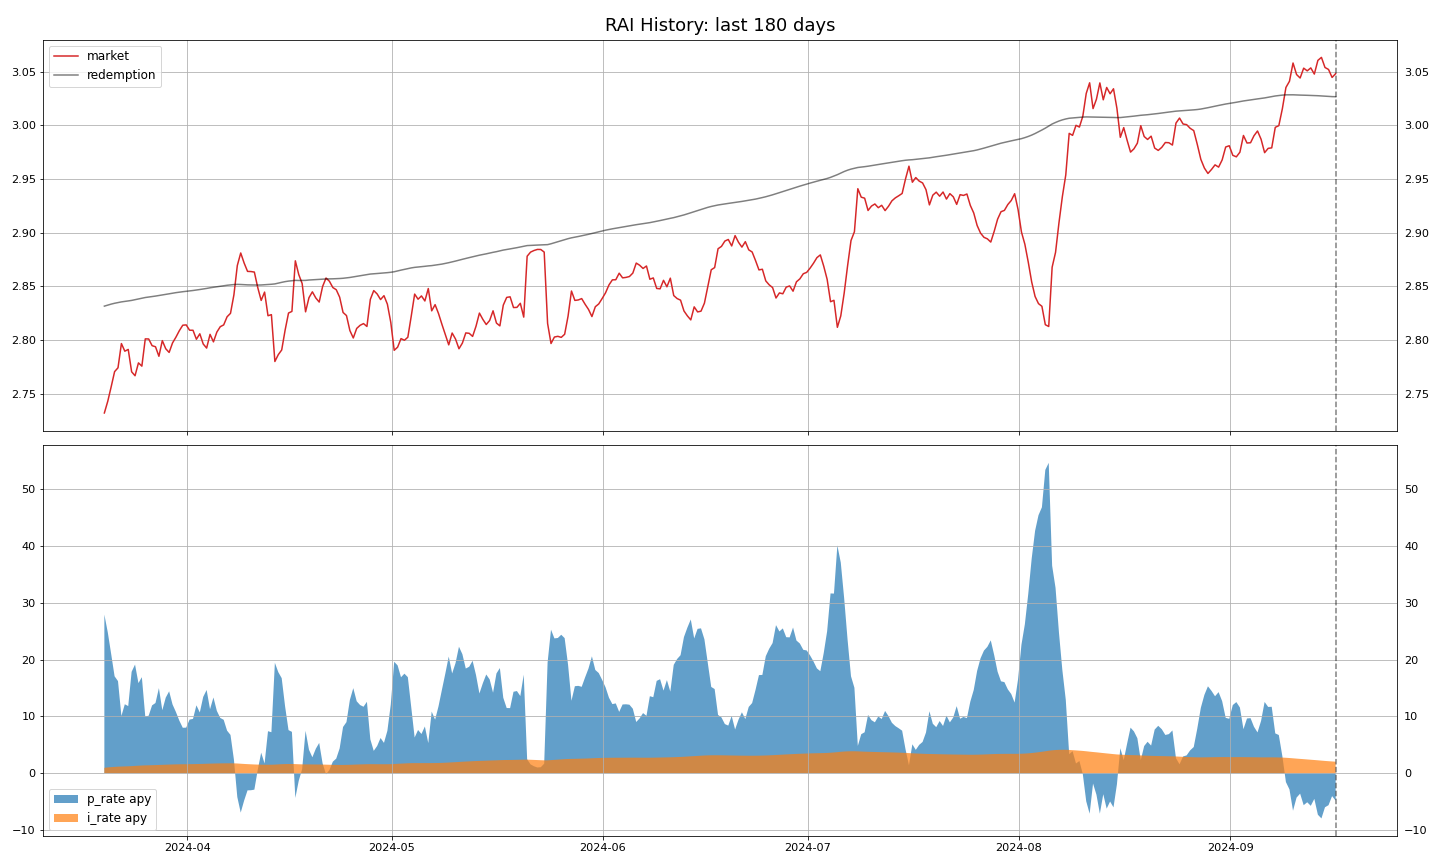 RAI History: last 180 days
market
redemption
3.05 3.05
3.00 3.00
2.95 2.95
2.90 2.90
2.85 2.85
2.80 2.80
2.75 2.75
50 50
40 40
30 30
20 20
10 10
0 0
−10 −10
p_rate apy
i_rate apy
2024-04 2024-05 2024-06 2024-07 2024-08 2024-09